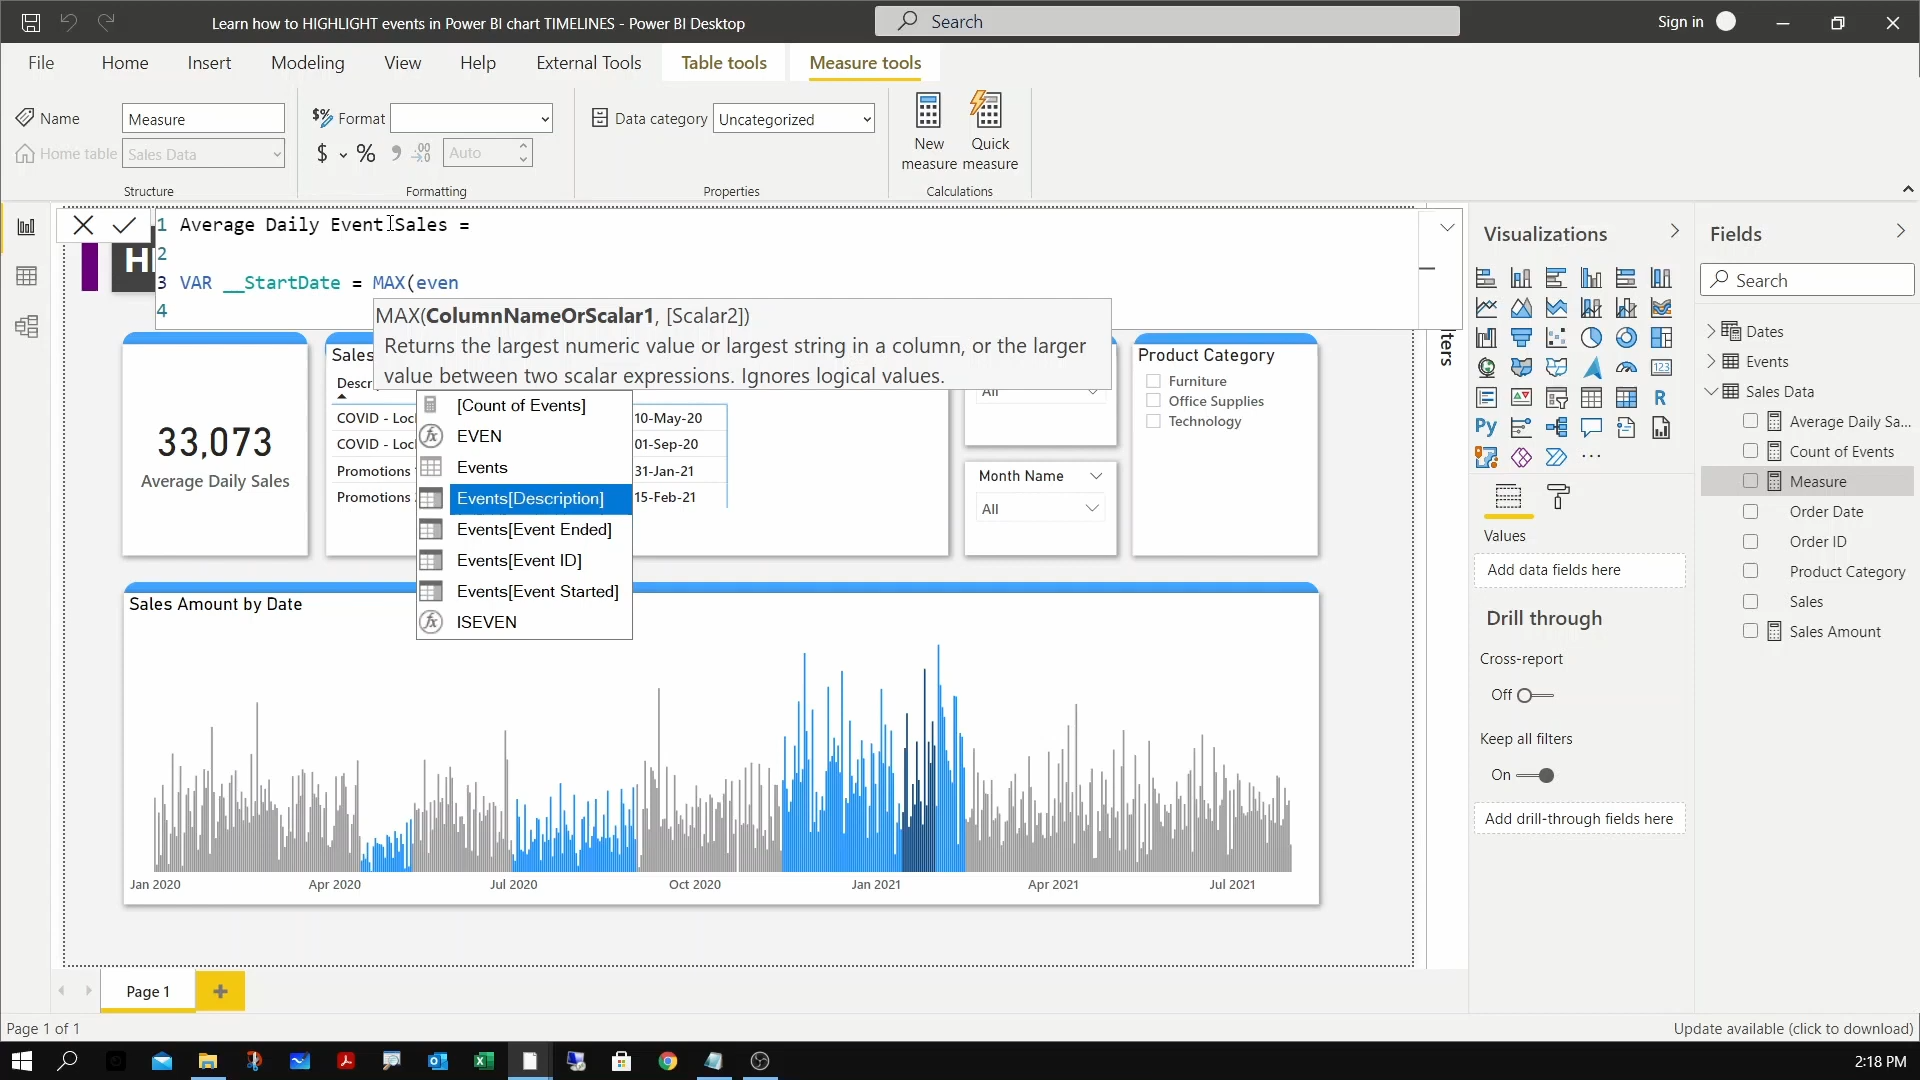 Learn how to HIGHLIGHT events in Power BI chart TIMELINES - Power BI Desktop
Search
Sign in
File
Home
Insert
Modeling
View
Help
External Tools
Table tools
Measure tools
Name
Measure
Home table
Sales Data
Structure
Format
$
%
Auto
Formatting
Data category
Uncategorized
Properties
New measure
Quick measure
Calculations
1 Average Daily Event Sales =
2
3 VAR __StartDate = MAX(even
4
MAX(ColumnNameOrScalar1, [Scalar2])
Returns the largest numeric value or largest string in a column, or the larger
value between two scalar expressions. Ignores logical values.
[Count of Events]
EVEN
Events
Events[Description]
Events[Event Ended]
Events[Event ID]
Events[Event Started]
ISEVEN
33,073
Average Daily Sales
Sales
Descr
COVID - Loc
10-May-20
COVID - Loc
01-Sep-20
Promotions
31-Jan-21
Promotions
15-Feb-21
All
Month Name
All
Product Category
Furniture
Office Supplies
Technology
Sales Amount by Date
Jan 2020
Apr 2020
Jul 2020
Oct 2020
Jan 2021
Apr 2021
Jul 2021
lters
Visualizations
123
R
Py
...
Values
Add data fields here
Drill through
Cross-report
Off
Keep all filters
On
Add drill-through fields here
Fields
Search
Dates
Events
Sales Data
Average Daily Sa...
Count of Events
Measure
Order Date
Order ID
Product Category
Sales
Sales Amount
Page 1
Page 1 of 1
Update available (click to download)
2:18 PM